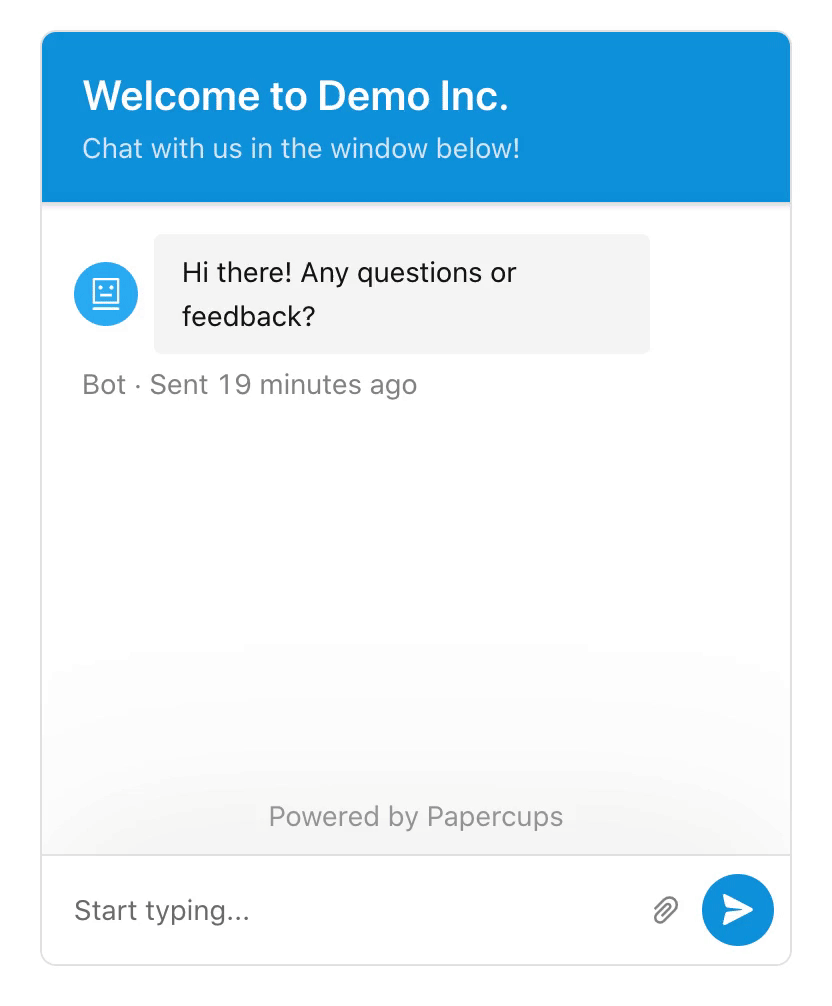 Welcome to Demo Inc.
Chat with us in the window below!
Hi there! Any questions or
feedback?
Bot · Sent 19 minutes ago
Powered by Papercups
Start typing...